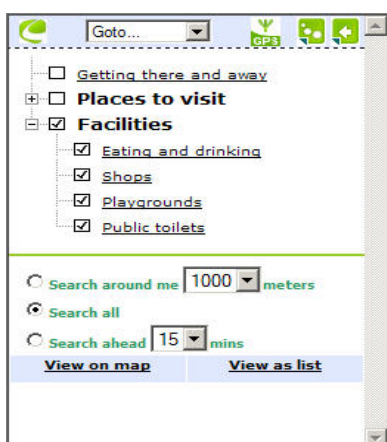 Goto...
GPS
Getting there and away
Places to visit
Facilities
Eating and drinking
Shops
Playgrounds
Public toilets
Search around me 1000 meters
Search all
Search ahead 15 mins
View on map View as list